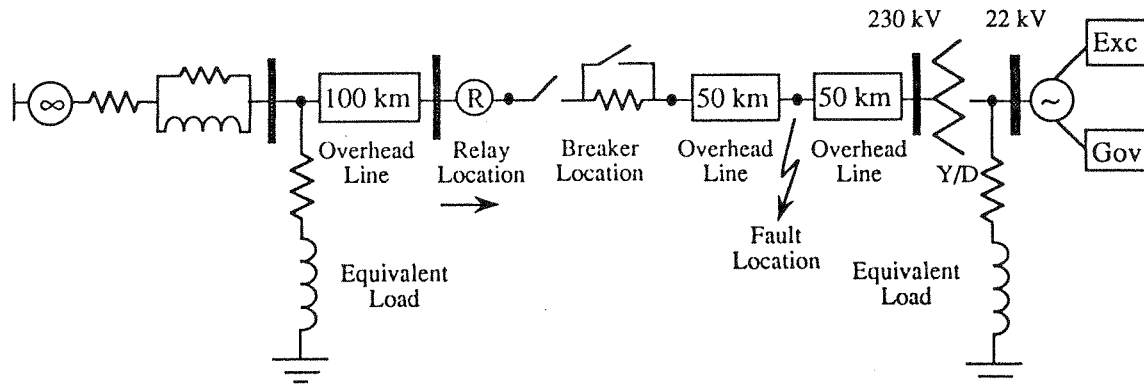 230 kV
22 kV
Exc
∞
100 km
R
50 km
50 km
~
Gov
Overhead
Line
Relay
Location
Breaker
Location
Overhead
Line
Overhead
Line
Y/D
Fault
Location
Equivalent
Load
Equivalent
Load